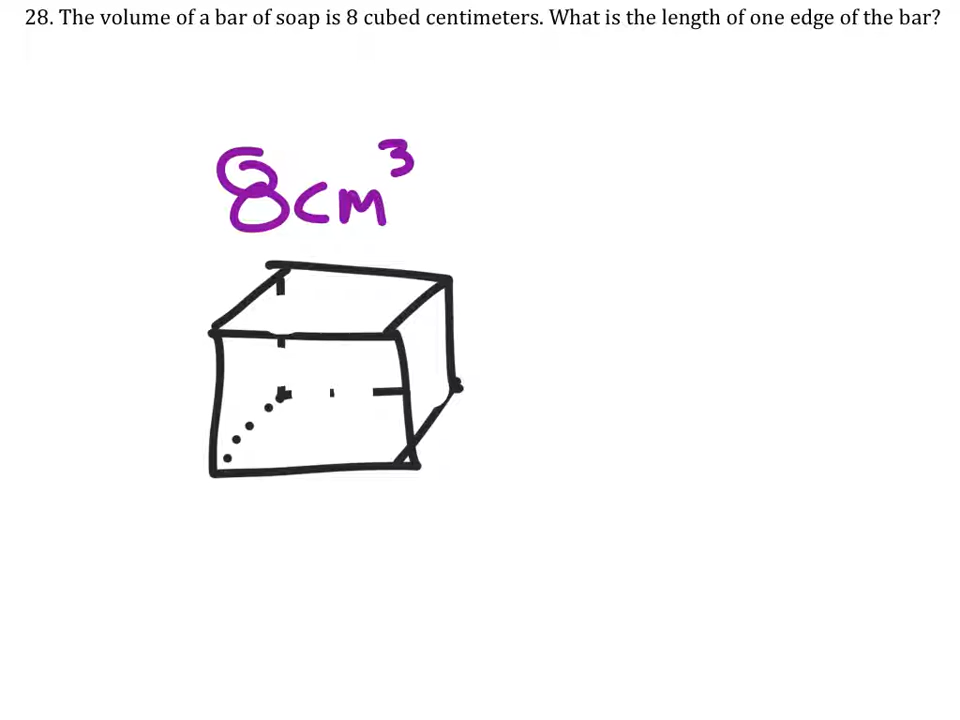 28. The volume of a bar of soap is 8 cubed centimeters. What is the length of one edge of the bar?
8cm³